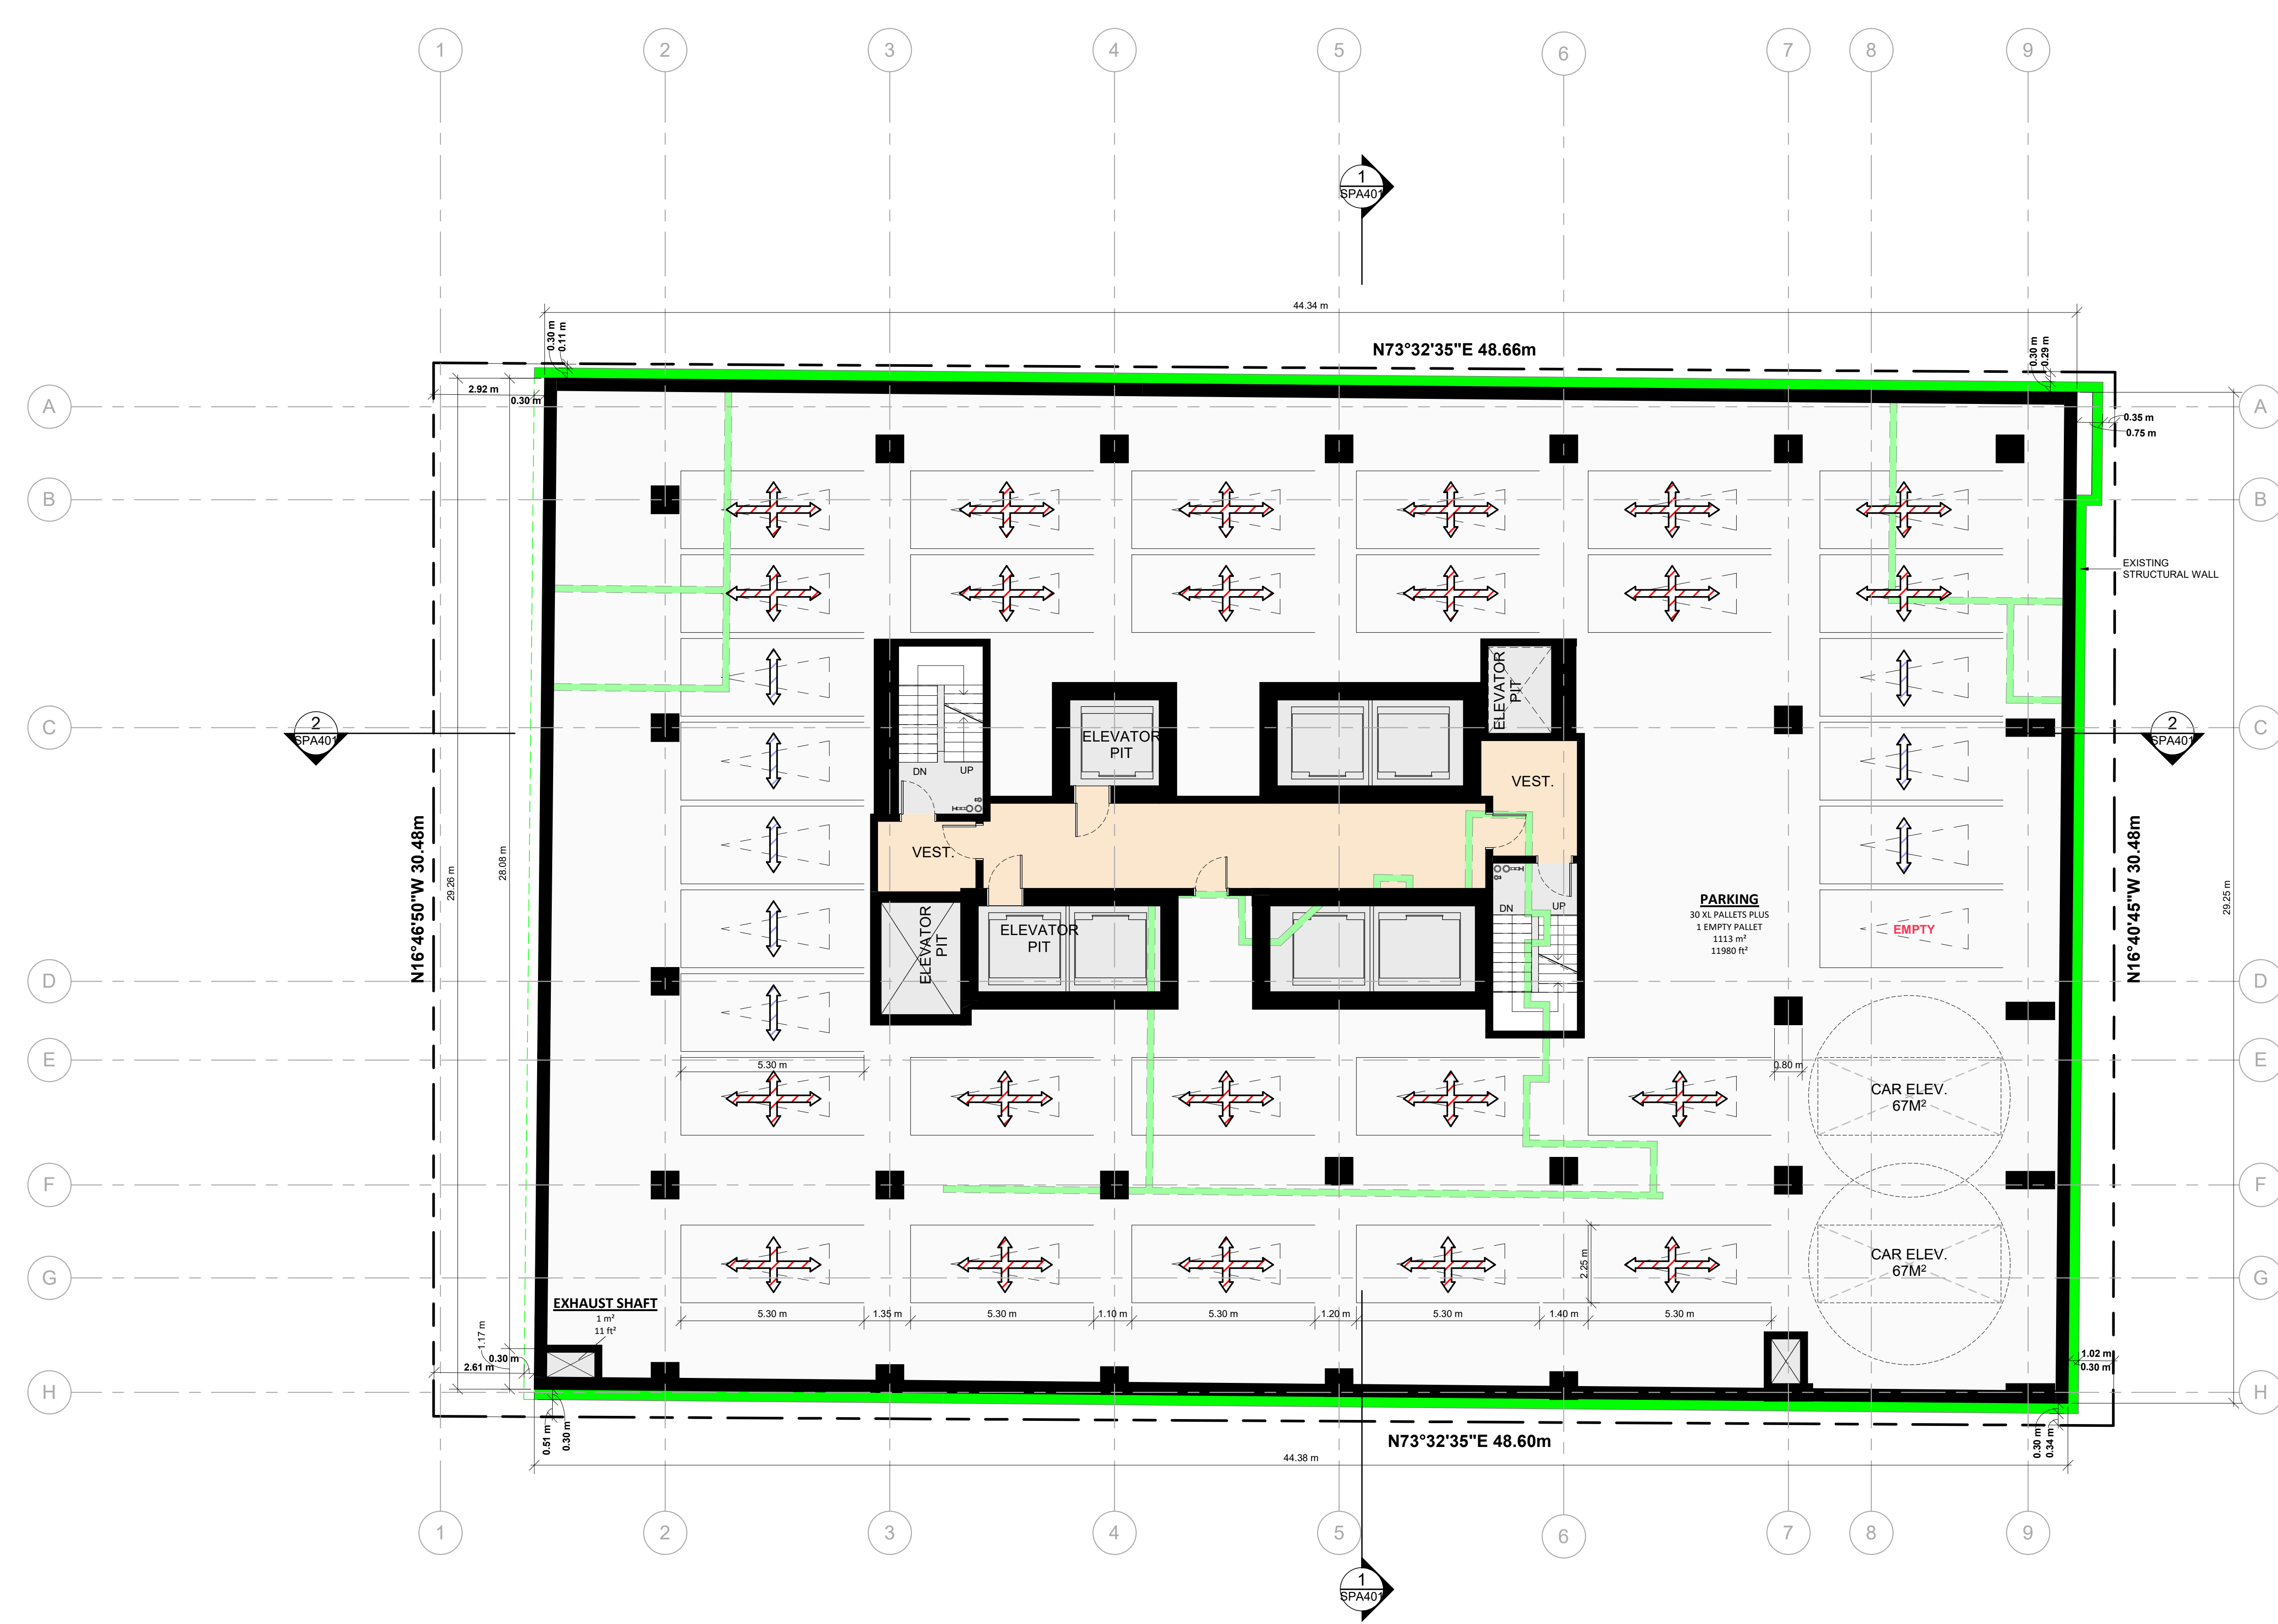 1 2 3 4 5 6 7 8 9
1
SPA401
44.34 m
0.30 m
0.11 m
N73°32'35"E 48.66m
0.30 m
0.29 m
2.92 m
0.30 m
A A
0.35 m
0.75 m
B B
EXISTING
STRUCTURAL WALL
ELEVATOR
PIT
C C
2
SPA401
2
SPA401
ELEVATOR
PIT
DN UP
VEST.
VEST.
N16°46'50"W 30.48m
29.26 m
28.08 m
N16°40'45"W 30.48m
29.25 m
PARKING
30 XL PALLETS PLUS
1 EMPTY PALLET
1113 m²
11980 ft²
EMPTY
DN UP
ELEVATOR
PIT
ELEVATOR
PIT
D D
E E
5.30 m
0.80 m
CAR ELEV.
67M²
F F
CAR ELEV.
67M²
2.25 m
G G
EXHAUST SHAFT
1 m²
11 ft²
5.30 m 1.35 m 5.30 m 1.10 m 5.30 m 1.20 m 5.30 m 1.40 m 5.30 m
1.17 m
0.30 m
2.61 m
1.02 m
0.30 m
H H
0.51 m
0.30 m
N73°32'35"E 48.60m
0.30 m
0.34 m
44.38 m
1 2 3 4 5 6 7 8 9
1
SPA401